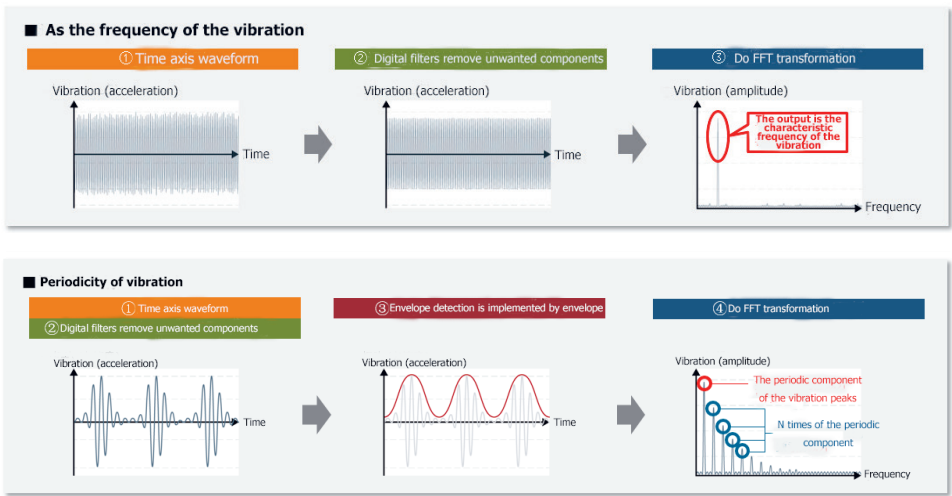 ■ As the frequency of the vibration
① Time axis waveform
② Digital filters remove unwanted components
③ Do FFT transformation
Vibration (acceleration)
Time
Vibration (acceleration)
Time
Vibration (amplitude)
The output is the
characteristic
frequency of the
vibration
Frequency
■ Periodicity of vibration
① Time axis waveform
② Digital filters remove unwanted components
③ Envelope detection is implemented by envelope
④ Do FFT transformation
Vibration (acceleration)
Time
Vibration (acceleration)
Time
Vibration (amplitude)
The periodic component
of the vibration peaks
N times of the periodic
component
Frequency